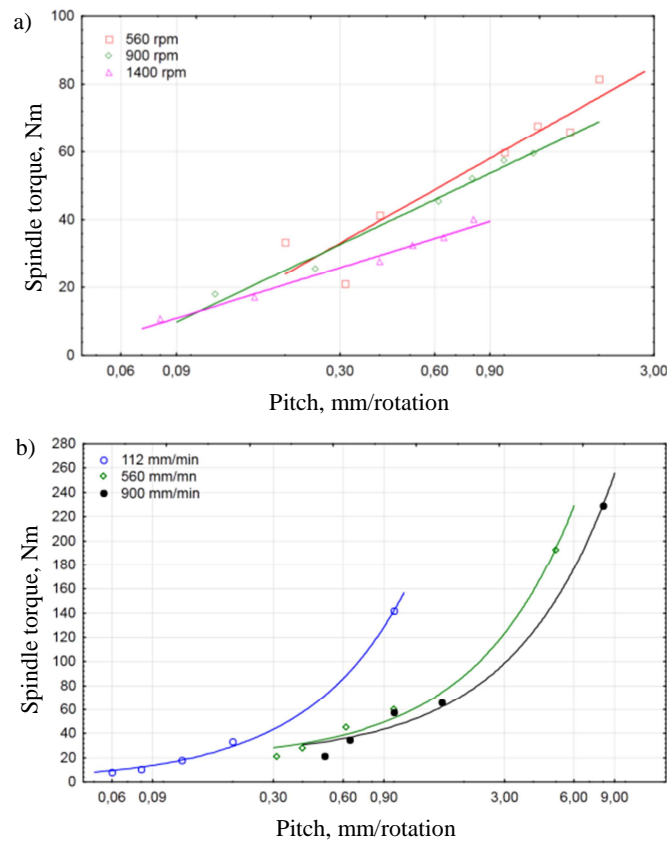 a)
100
80
60
40
20
0
560 rpm
900 rpm
1400 rpm
Spindle torque, Nm
0,06 0,09 0,30 0,60 0,90 3,00
Pitch, mm/rotation
b)
280
260
240
220
200
180
160
140
120
100
80
60
40
20
0
112 mm/min
560 mm/mn
900 mm/min
Spindle torque, Nm
0,06 0,09 0,30 0,60 0,90 3,00 6,00 9,00
Pitch, mm/rotation